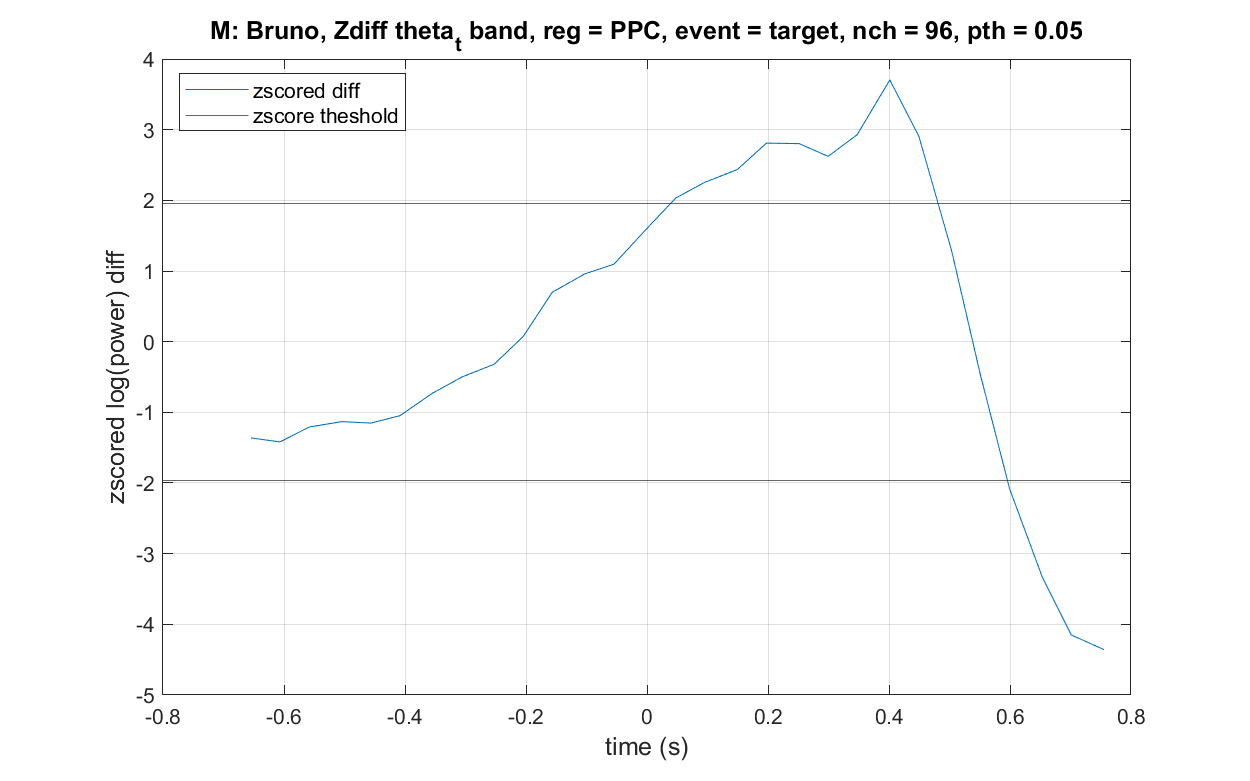 M: Bruno, Zdiff theta_t band, reg = PPC, event = target, nch = 96, pth = 0.05
zscored diff
zscore theshold
zscored log(power) diff
4
3
2
1
0
-1
-2
-3
-4
-5
-0.8 -0.6 -0.4 -0.2 0 0.2 0.4 0.6 0.8
time (s)